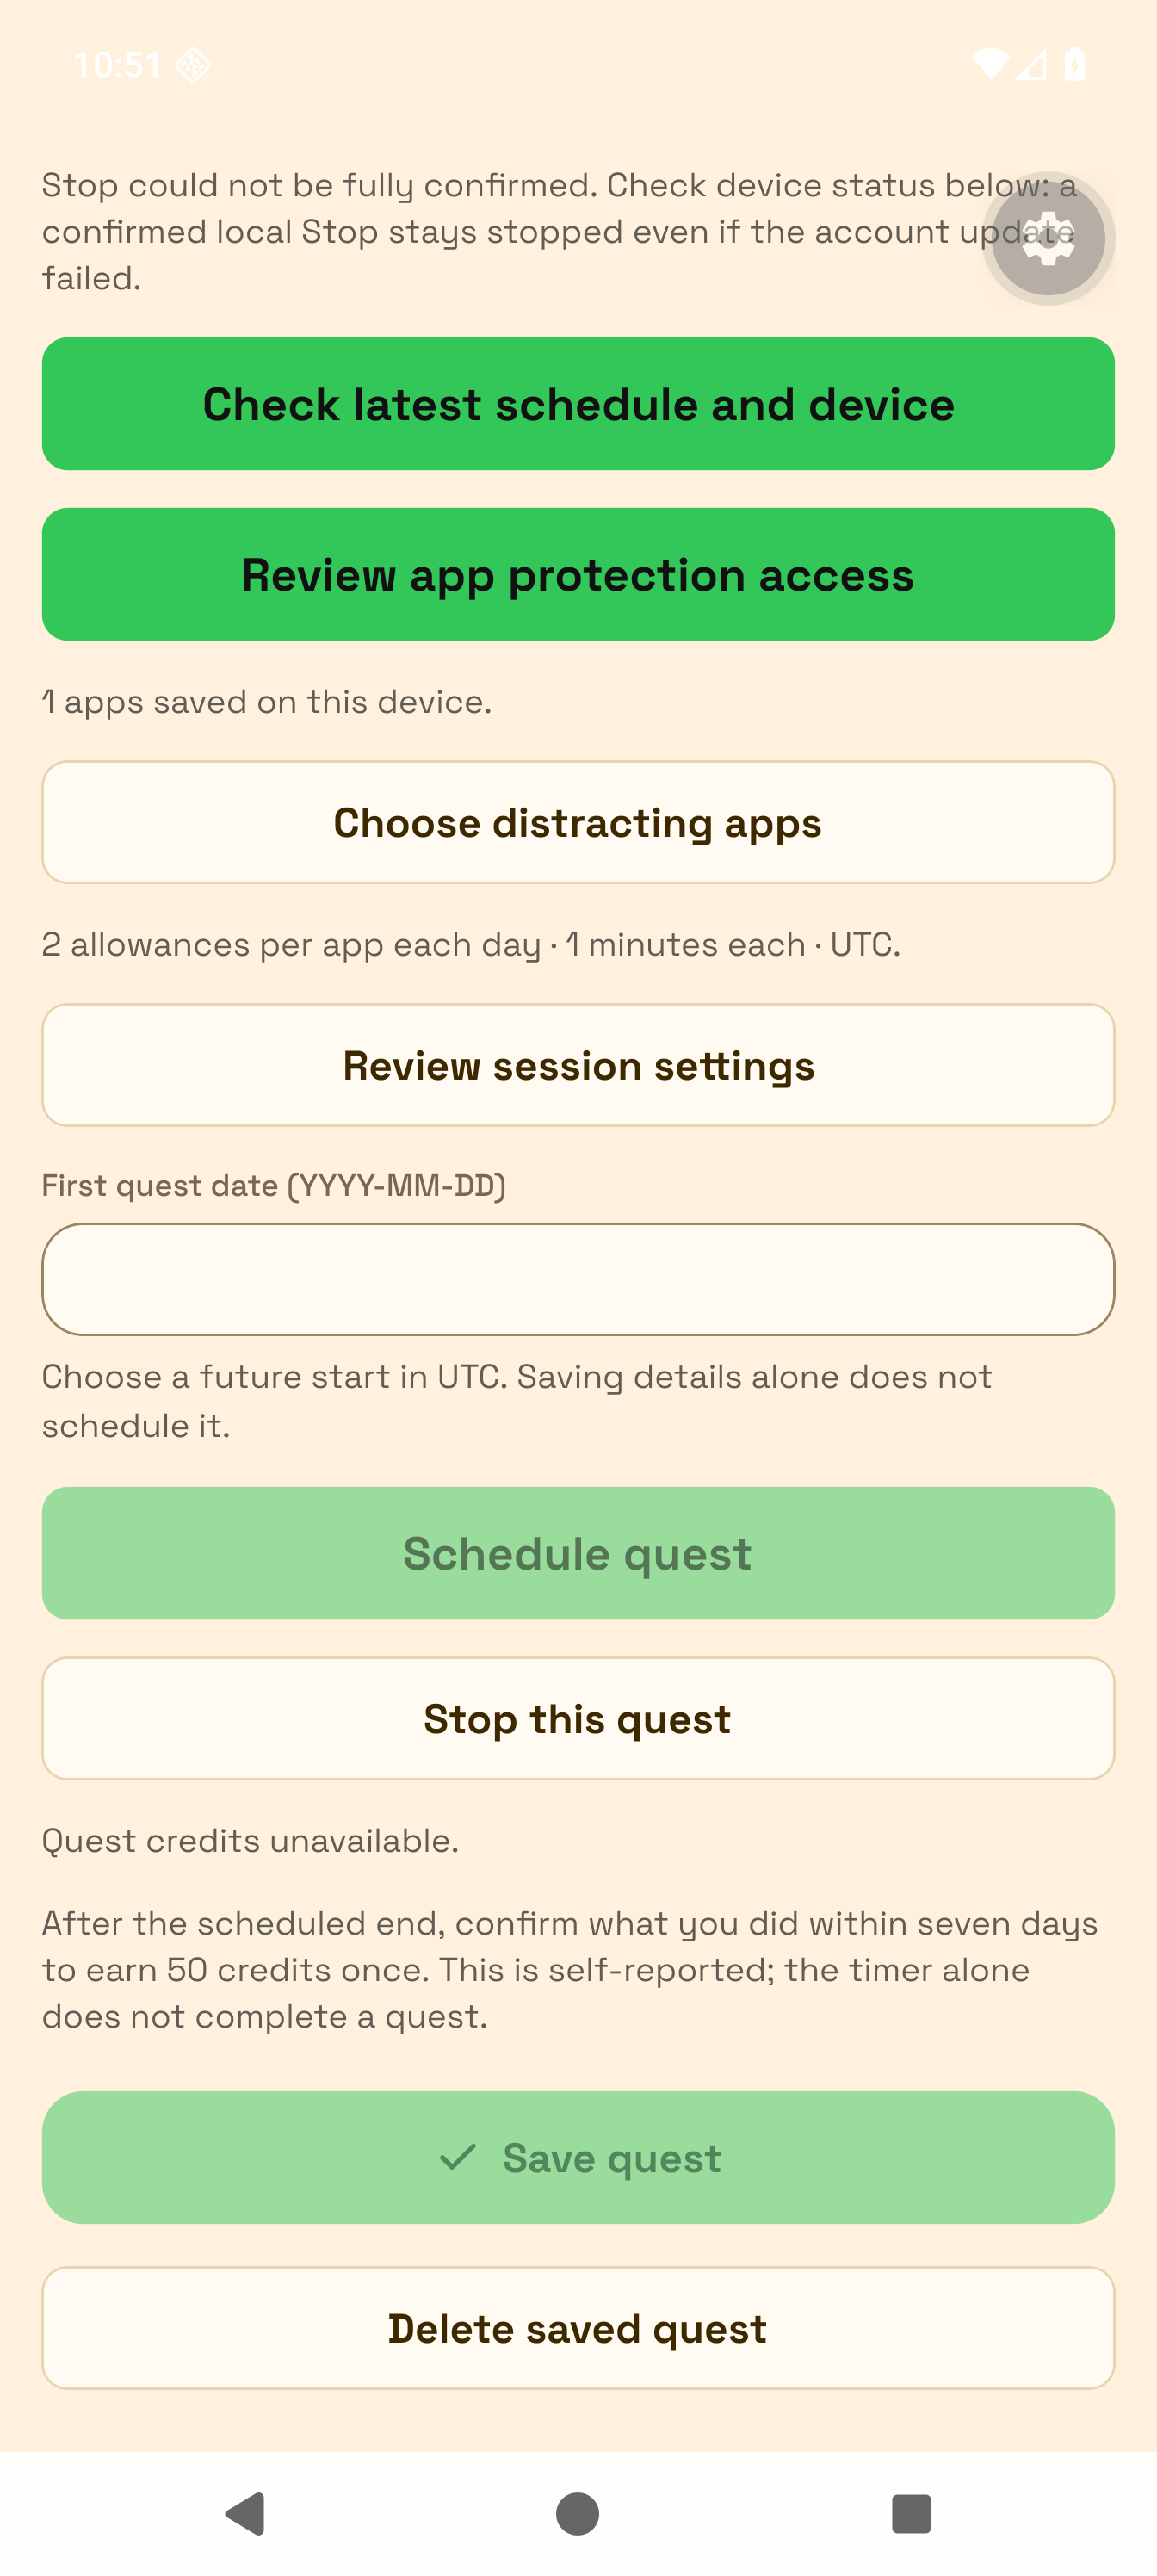 10:51
Stop could not be fully confirmed. Check device status below: a
confirmed local Stop stays stopped even if the account update
failed.
Check latest schedule and device
Review app protection access
1 apps saved on this device.
Choose distracting apps
2 allowances per app each day · 1 minutes each · UTC.
Review session settings
First quest date (YYYY-MM-DD)
Choose a future start in UTC. Saving details alone does not
schedule it.
Schedule quest
Stop this quest
Quest credits unavailable.
After the scheduled end, confirm what you did within seven days
to earn 50 credits once. This is self-reported; the timer alone
does not complete a quest.
Save quest
Delete saved quest